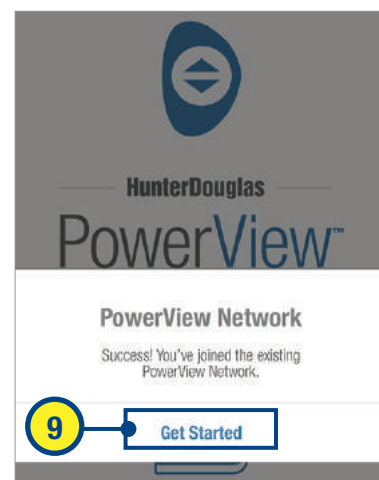 HunterDouglas
PowerView™
PowerView Network
Success! You've joined the existing
PowerView Network.
9
Get Started